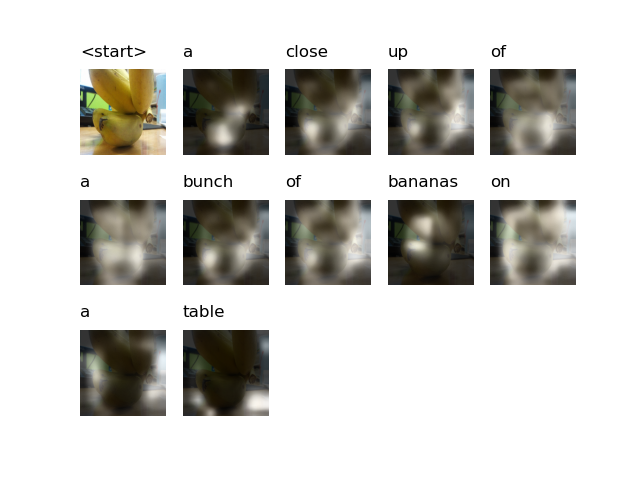 <start> a close up of
a bunch of bananas on
a table